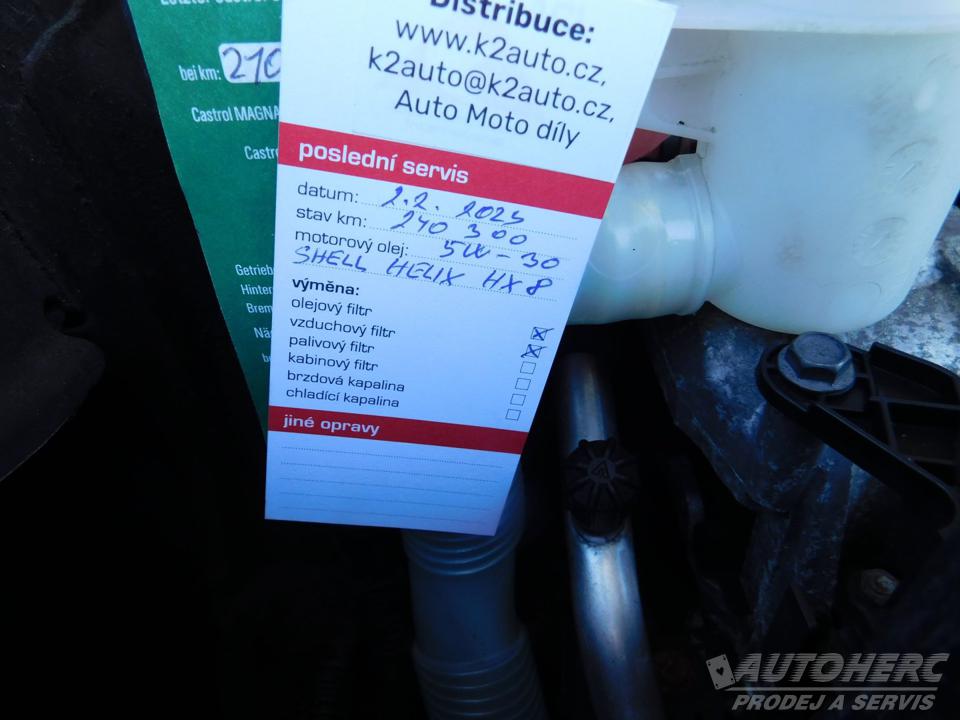 bei km: 210
Castrol MAGNA
Castro
Getrieb
Hinter
Brem
Distribuce:
www.k2auto.cz,
k2auto@k2auto.cz,
Auto Moto díly
poslední servis
datum: 2.2. 2025
stav km: 240 300
motorový olej: 5W-30
SHELL HELIX HX8
výměna:
olejový filtr
vzduchový filtr
palivový filtr
kabinový filtr
brzdová kapalina
chladící kapalina
jiné opravy
AUTOHERC
PRODEJ A SERVIS